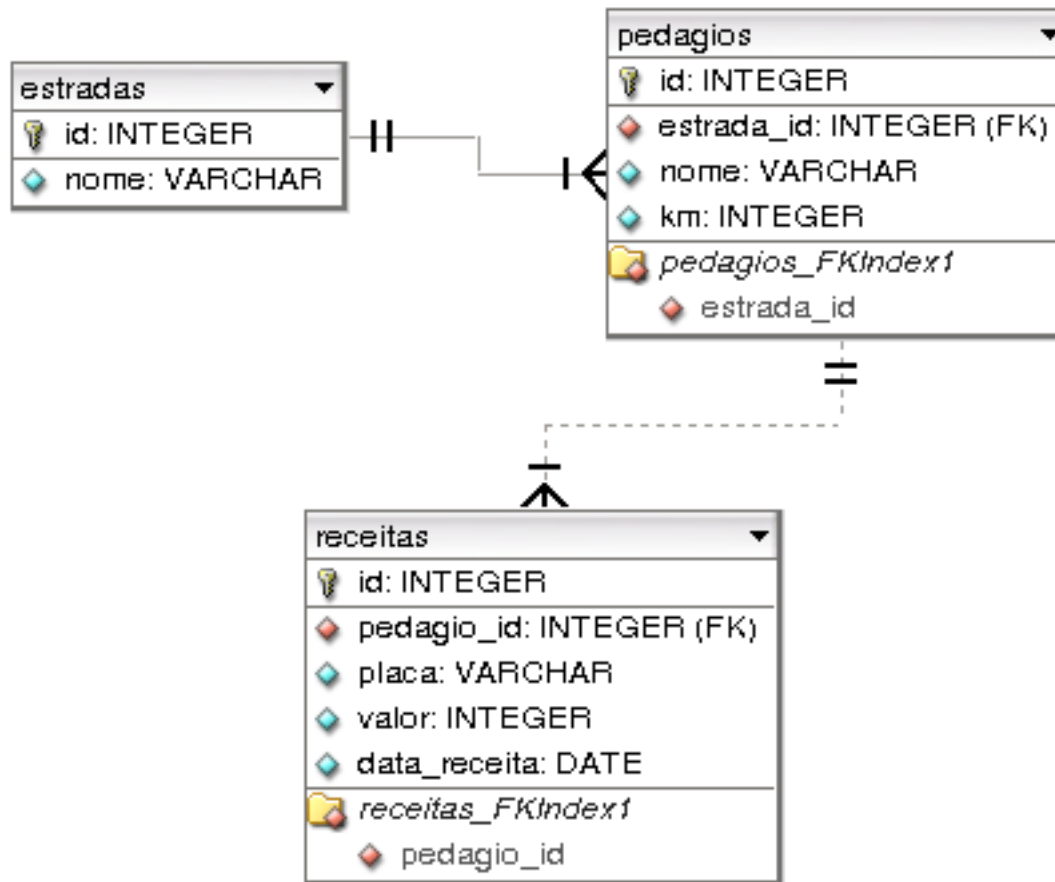 estradas
id: INTEGER
nome: VARCHAR
pedagios
id: INTEGER
estrada_id: INTEGER (FK)
nome: VARCHAR
km: INTEGER
pedagios_FKIndex1
estrada_id
receitas
id: INTEGER
pedagio_id: INTEGER (FK)
placa: VARCHAR
valor: INTEGER
data_receita: DATE
receitas_FKIndex1
pedagio_id